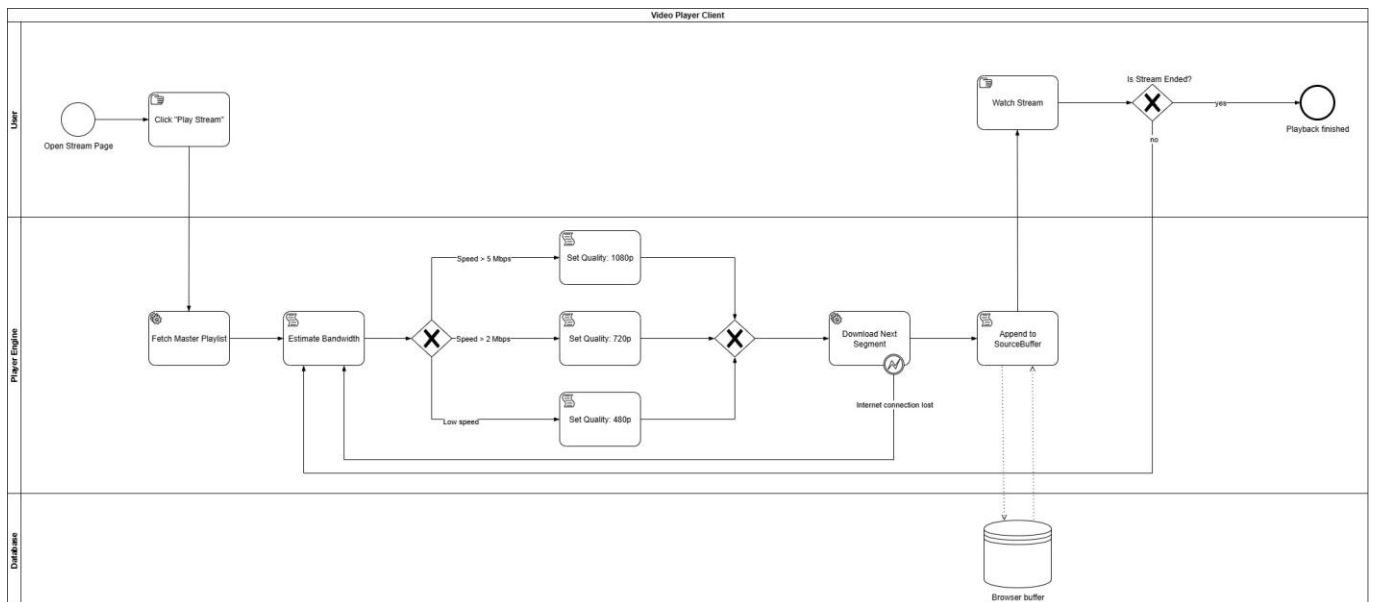 Video Player Client
User
Open Stream Page
Click "Play Stream"
Watch Stream
Is Stream Ended?
yes
no
Playback finished
Player Engine
Fetch Master Playlist
Estimate Bandwidth
Speed > 5 Mbps
Speed > 2 Mbps
Low speed
Set Quality: 1080p
Set Quality: 720p
Set Quality: 480p
Download Next
Segment
Internet connection lost
Append to
SourceBuffer
Database
Browser buffer